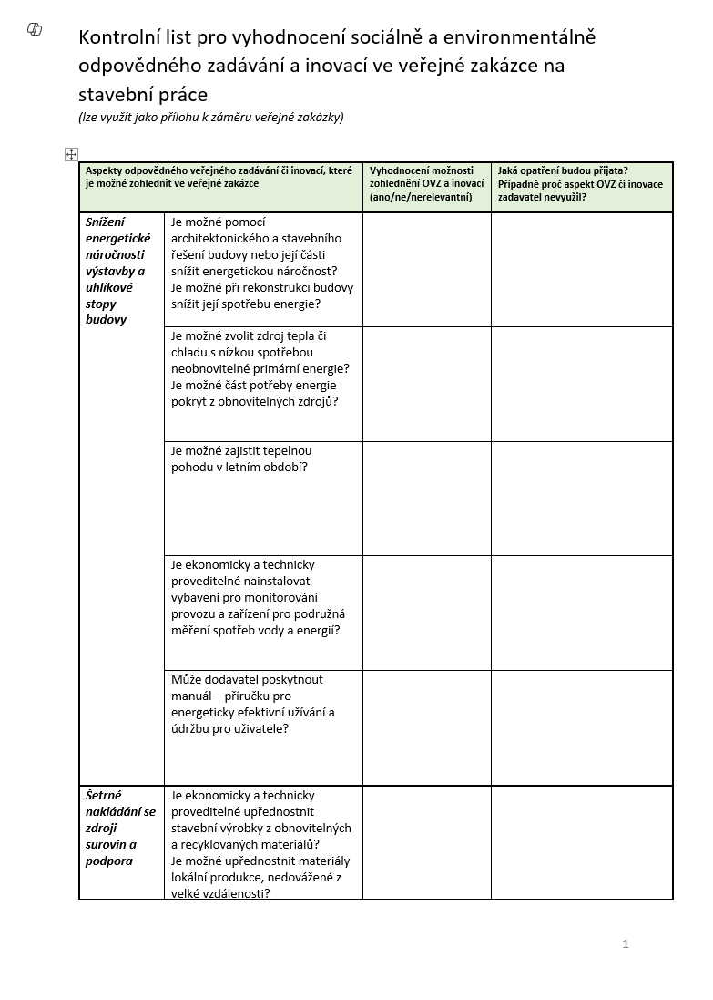 Kontrolní list pro vyhodnocení sociálně a environmentálně
odpovědného zadávání a inovací ve veřejné zakázce na
stavební práce
(lze využít jako přílohu k záměru veřejné zakázky)
Aspekty odpovědného veřejného zadávání či inovací, které
je možné zohlednit ve veřejné zakázce
Vyhodnocení možnosti
zohlednění OVZ a inovací
(ano/ne/nerelevantní)
Jaká opatření budou přijata?
Případně proč aspekt OVZ či inovace
zadavatel nevyužil?
Snížení
energetické
náročnosti
výstavby a
uhlíkové
stopy
budovy
Je možné pomocí
architektonického a stavebního
řešení budovy nebo její části
snížit energetickou náročnost?
Je možné při rekonstrukci budovy
snížit její spotřebu energie?
Je možné zvolit zdroj tepla či
chladu s nízkou spotřebou
neobnovitelné primární energie?
Je možné část potřeby energie
pokrýt z obnovitelných zdrojů?
Je možné zajistit tepelnou
pohodu v letním období?
Je ekonomicky a technicky
proveditelné nainstalovat
vybavení pro monitorování
provozu a zařízení pro podružná
měření spotřeb vody a energií?
Může dodavatel poskytnout
manuál – příručku pro
energeticky efektivní užívání a
údržbu pro uživatele?
Šetrné
nakládání se
zdroji
surovin a
podpora
Je ekonomicky a technicky
proveditelné upřednostnit
stavební výrobky z obnovitelných
a recyklovaných materiálů?
Je možné upřednostnit materiály
lokální produkce, nedovážené z
velké vzdálenosti?
1